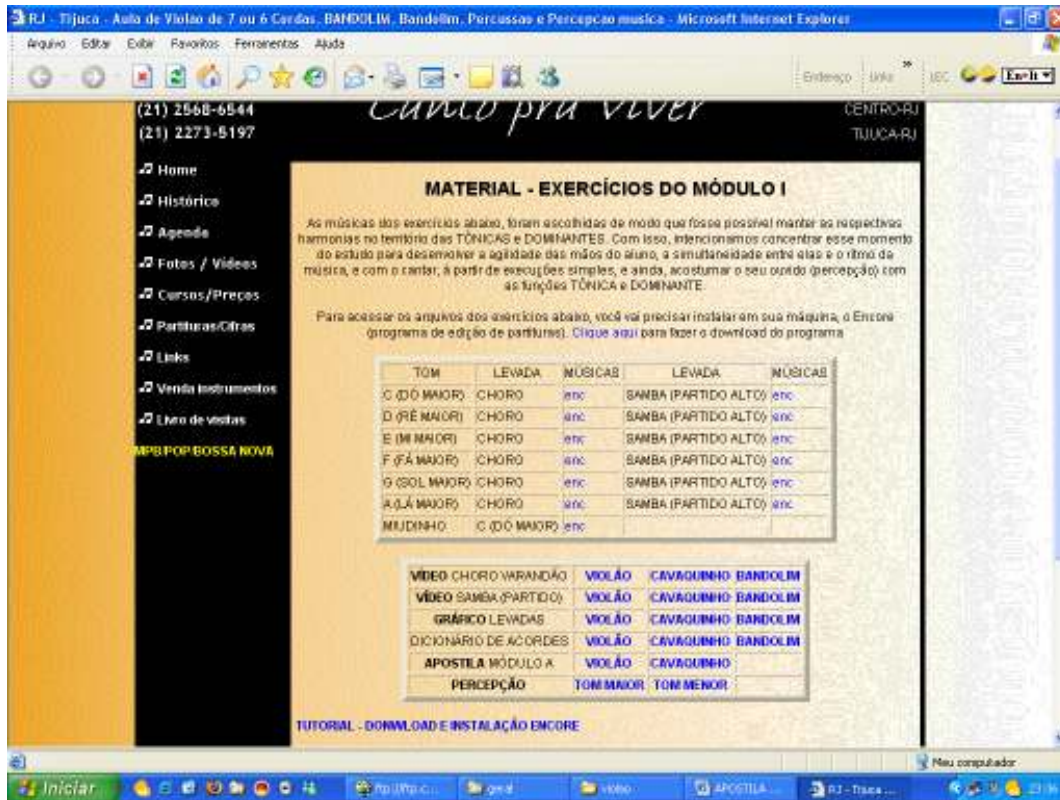 RJ - Tijuca - Aula de Violão de 7 ou 6 Cordas, BANDOLIM, Bandolim, Percussao e Percepcao musica - Microsoft Internet Explorer
Arquivo Editar Exibir Favoritos Ferramentas Ajuda
Endereço Links
(21) 2568-6544
(21) 2273-5197
Canto pra Viver
CENTRO-RJ
TIJUCA-RJ
Home
Histórico
Agenda
Fotos / Vídeos
Cursos/Preços
Partituras/Cifras
Links
Venda instrumentos
Livro de visitas
MPB/POP/BOSSA NOVA
MATERIAL - EXERCÍCIOS DO MÓDULO I
As músicas dos exercícios abaixo, foram escolhidas de modo que fosse possível manter as respectivas
harmonias no território das TÔNICAS e DOMINANTES. Com isso, intencionamos concentrar esse momento
do estudo para desenvolver a agilidade das mãos do aluno, a simultaneidade entre elas e o ritmo da
música, e com o cantar, à partir de execuções simples, e ainda, acostumar o seu ouvido (percepção) com
as funções TÔNICA e DOMINANTE.
Para acessar os arquivos dos exercícios abaixo, você vai precisar instalar em sua máquina, o Encore
(programa de edição de partituras). Clique aqui para fazer o download do programa
TOM LEVADA MÚSICAS LEVADA MÚSICAS
C (DÓ MAIOR) CHORO enc SAMBA (PARTIDO ALTO) enc
D (RÉ MAIOR) CHORO enc SAMBA (PARTIDO ALTO) enc
E (MI MAIOR) CHORO enc SAMBA (PARTIDO ALTO) enc
F (FÁ MAIOR) CHORO enc SAMBA (PARTIDO ALTO) enc
G (SOL MAIOR) CHORO enc SAMBA (PARTIDO ALTO) enc
A (LÁ MAIOR) CHORO enc SAMBA (PARTIDO ALTO) enc
MIUDINHO C (DÓ MAIOR) enc
VÍDEO CHORO VARANDÃO VIOLÃO CAVAQUINHO BANDOLIM
VÍDEO SAMBA (PARTIDO) VIOLÃO CAVAQUINHO BANDOLIM
GRÁFICO LEVADAS VIOLÃO CAVAQUINHO BANDOLIM
DICIONÁRIO DE ACORDES VIOLÃO CAVAQUINHO BANDOLIM
APOSTILA MÓDULO A VIOLÃO CAVAQUINHO
PERCEPÇÃO TOM MAIOR TOM MENOR
TUTORIAL - DONWLOAD E INSTALAÇÃO ENCORE
Meu computador
Iniciar geral violao APOSTILA ... RJ - Tijuca ...